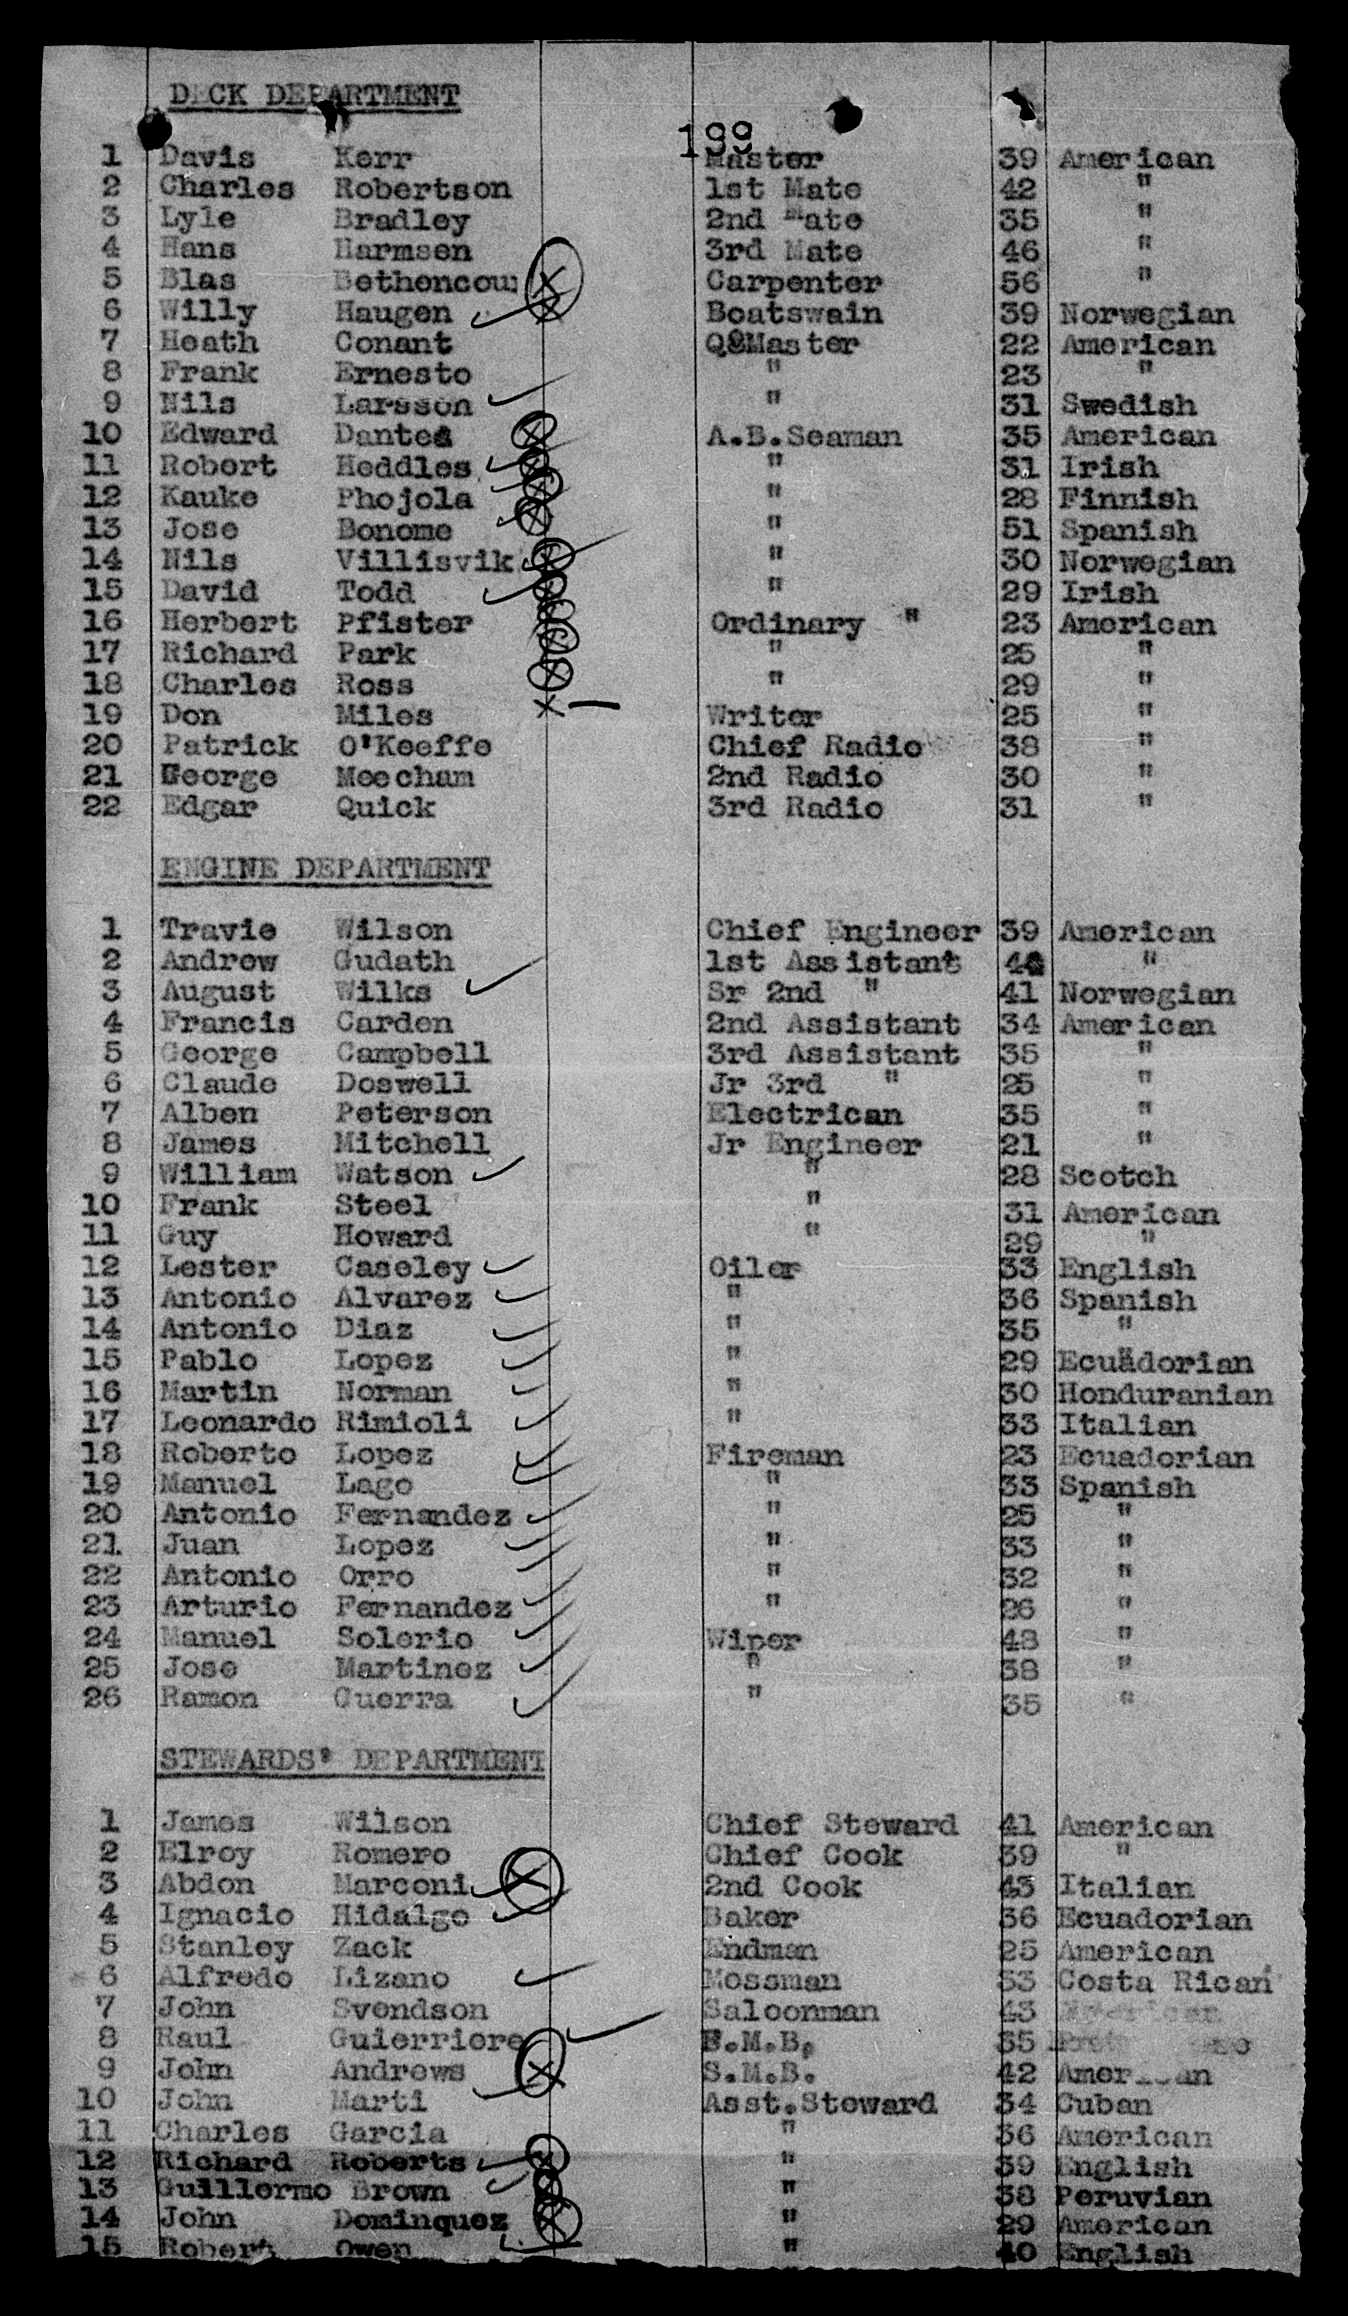 DECK DEPARTMENT
199
1 Davis Kerr Master 39 American
2 Charles Robertson 1st Mate 42 "
3 Lyle Bradley 2nd Mate 35 "
4 Hans Harmsen 3rd Mate 46 "
5 Blas Bethencou Carpenter 56 "
6 Willy Haugen Boatswain 39 Norwegian
7 Heath Conant Q&Master 22 American
8 Frank Ernesto " 23 "
9 Nils Larsson " 31 Swedish
10 Edward Dantes A.B.Seaman 35 American
11 Robert Heddles " 31 Irish
12 Kauke Phojola " 28 Finnish
13 Jose Bonome " 51 Spanish
14 Nils Villisvik " 30 Norwegian
15 David Todd " 29 Irish
16 Herbert Pfister Ordinary " 23 American
17 Richard Park " 25 "
18 Charles Ross " 29 "
19 Don Miles Writer 25 "
20 Patrick O'Keeffe Chief Radio 38 "
21 George Meecham 2nd Radio 30 "
22 Edgar Quick 3rd Radio 31 "
ENGINE DEPARTMENT
1 Travie Wilson Chief Engineer 39 American
2 Andrew Gudath 1st Assistant "
3 August Wilks Sr 2nd " 41 Norwegian
4 Francis Carden 2nd Assistant 34 American
5 George Campbell 3rd Assistant 35 "
6 Claude Doswell Jr 3rd " 25 "
7 Alben Peterson Electrican 35 "
8 James Mitchell Jr Engineer 21 "
9 William Watson " 28 Scotch
10 Frank Steel " 31 American
11 Guy Howard " 29 "
12 Lester Caseley Oiler 33 English
13 Antonio Alvarez " 36 Spanish
14 Antonio Diaz " 35 "
15 Pablo Lopez " 29 Ecuadorian
16 Martin Norman " 30 Honduranian
17 Leonardo Rimioli " 33 Italian
18 Roberto Lopez Fireman 23 Ecuadorian
19 Manuel Lago " 33 Spanish
20 Antonio Fernandez " 25 "
21 Juan Lopez " 33 "
22 Antonio Orro " 32 "
23 Arturio Fernandez " 26 "
24 Manuel Solerio Wiper 48 "
25 Jose Martinez " 38 "
26 Ramon Guerra " 35 "
STEWARDS' DEPARTMENT
1 James Wilson Chief Steward 41 American
2 Elroy Romero Chief Cook 39 "
3 Abdon Marconi 2nd Cook 43 Italian
4 Ignacio Hidalgo Baker 36 Ecuadorian
5 Stanley Zack Endman 25 American
6 Alfredo Lizano Messman 33 Costa Rican
7 John Svendson Saloonman 43
8 Raul Guierriere 35
9 John Andrews S.M.B. 42 American
10 John Marti Asst.Steward 34 Cuban
11 Charles Garcia " 36 American
12 Richard Roberts " 39 English
13 Guillermo Brown " 38 Peruvian
14 John Dominquez " 29 American
15 Robert Owen " 40 English